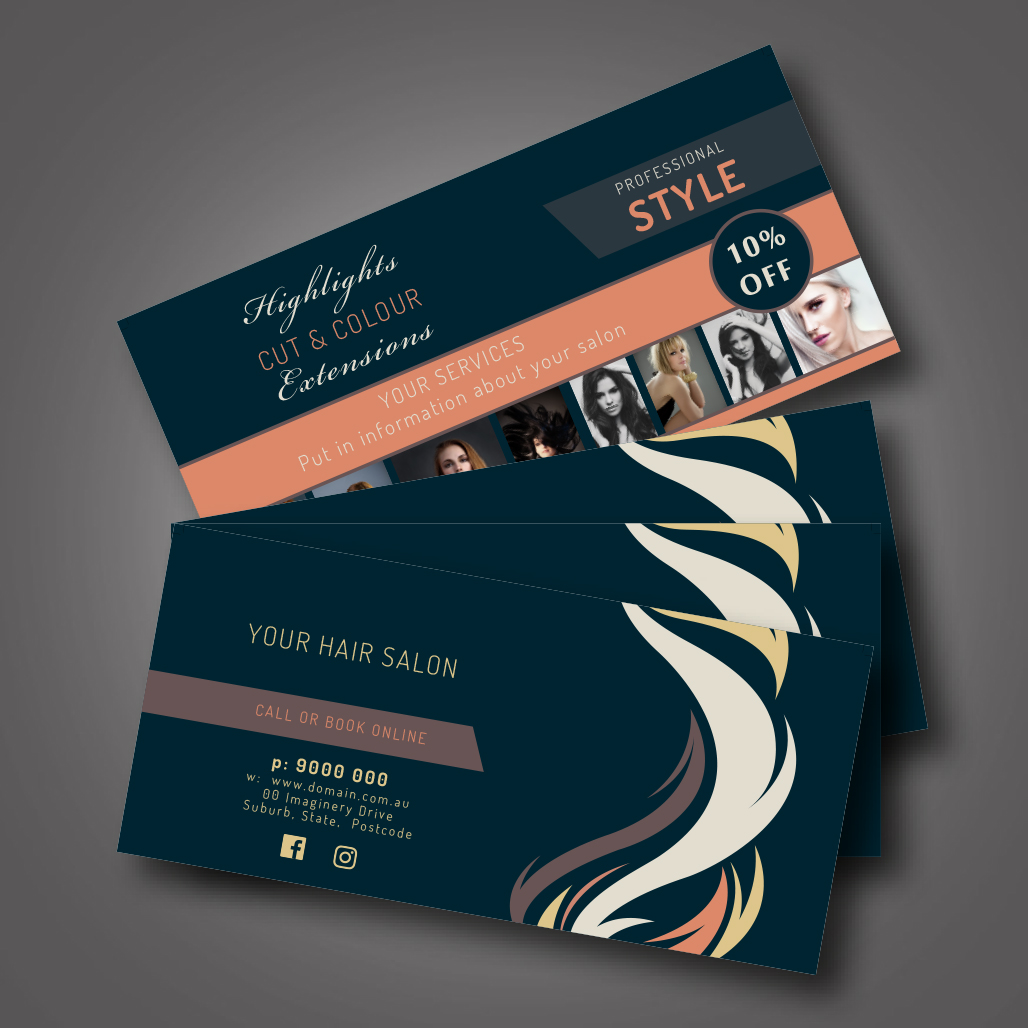 PROFESSIONAL
STYLE
10%
OFF
Highlights
CUT & COLOUR
Extensions
YOUR SERVICES
Put in information about your salon
YOUR HAIR SALON
CALL OR BOOK ONLINE
p: 9000 000
w: www.domain.com.au
00 Imaginery Drive
Suburb, State, Postcode